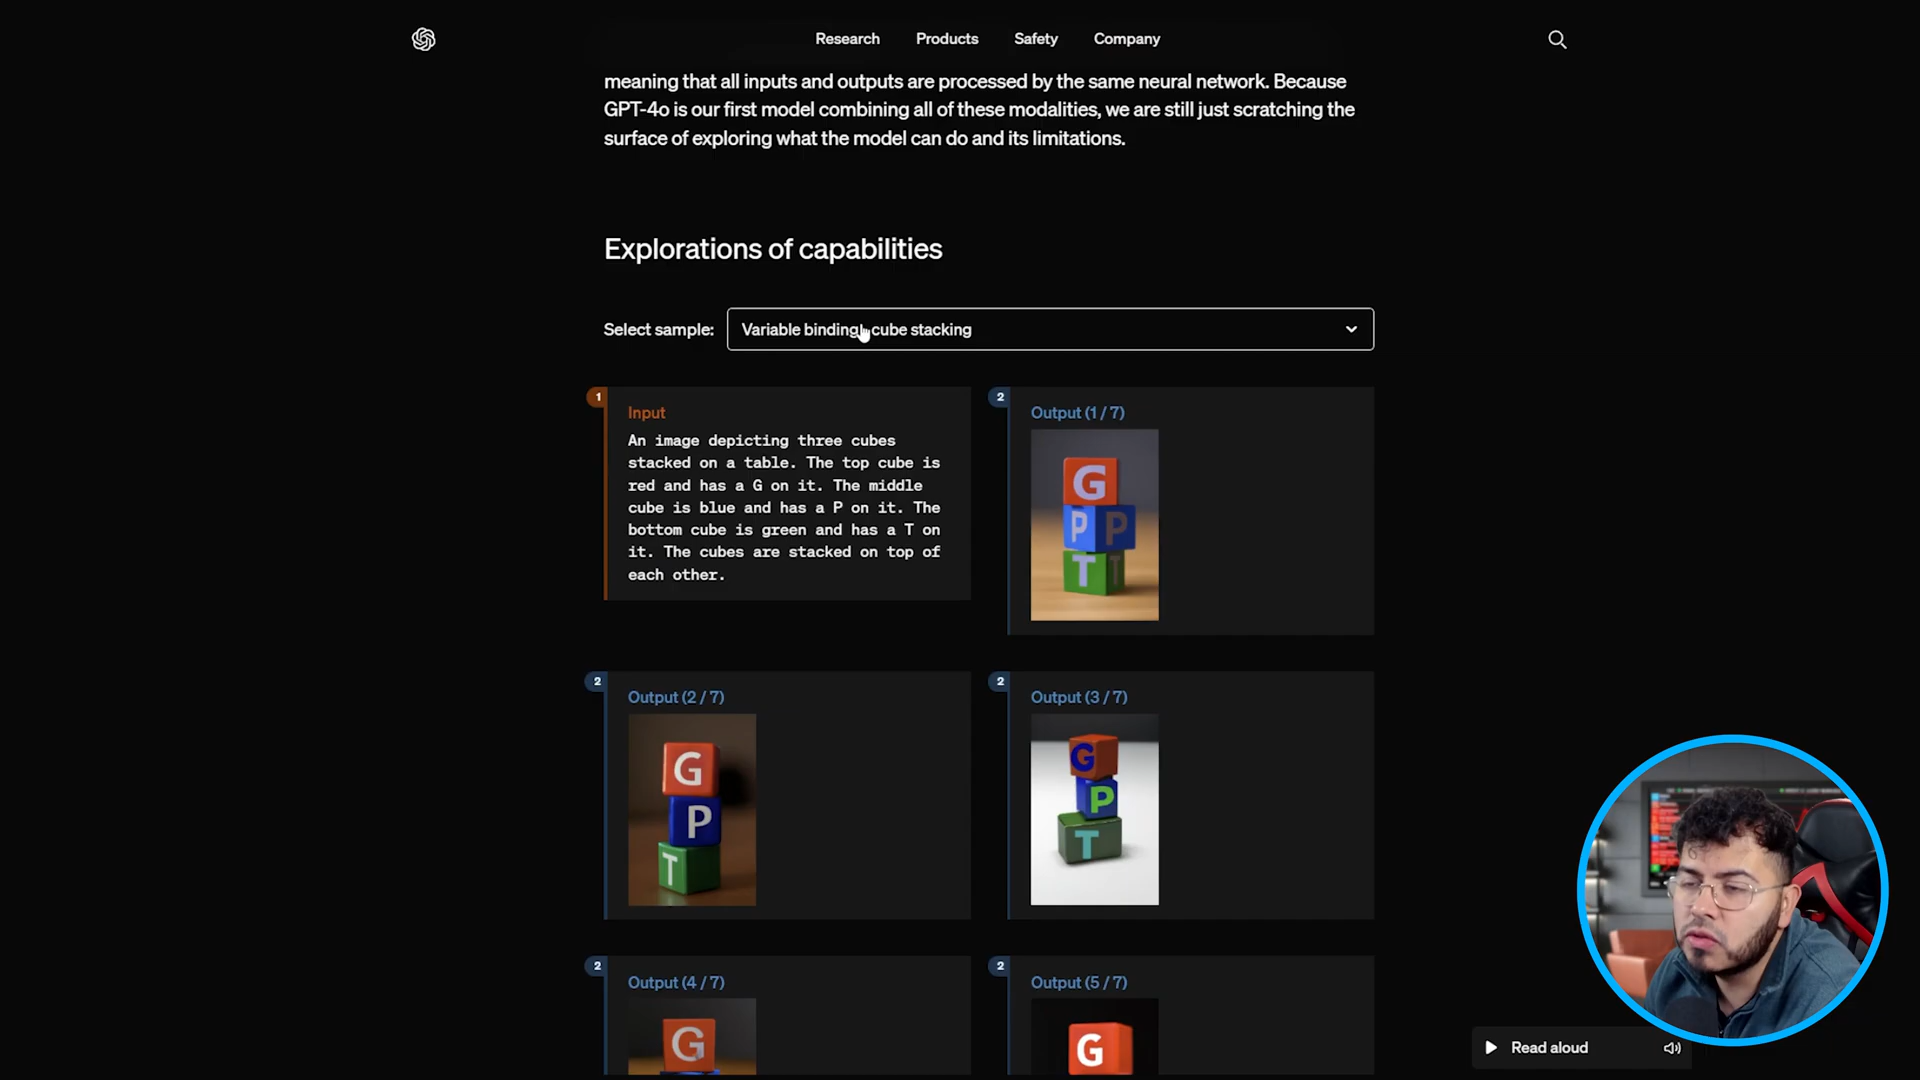 Research Products Safety Company
meaning that all inputs and outputs are processed by the same neural network. Because
GPT-4o is our first model combining all of these modalities, we are still just scratching the
surface of exploring what the model can do and its limitations.
Explorations of capabilities
Select sample: Variable binding: cube stacking
1
Input
An image depicting three cubes
stacked on a table. The top cube is
red and has a G on it. The middle
cube is blue and has a P on it. The
bottom cube is green and has a T on
it. The cubes are stacked on top of
each other.
2
Output (1 / 7)
G
P P
T T
2
Output (2 / 7)
G
P
T
2
Output (3 / 7)
G
P
T
2
Output (4 / 7)
G
2
Output (5 / 7)
G
Read aloud